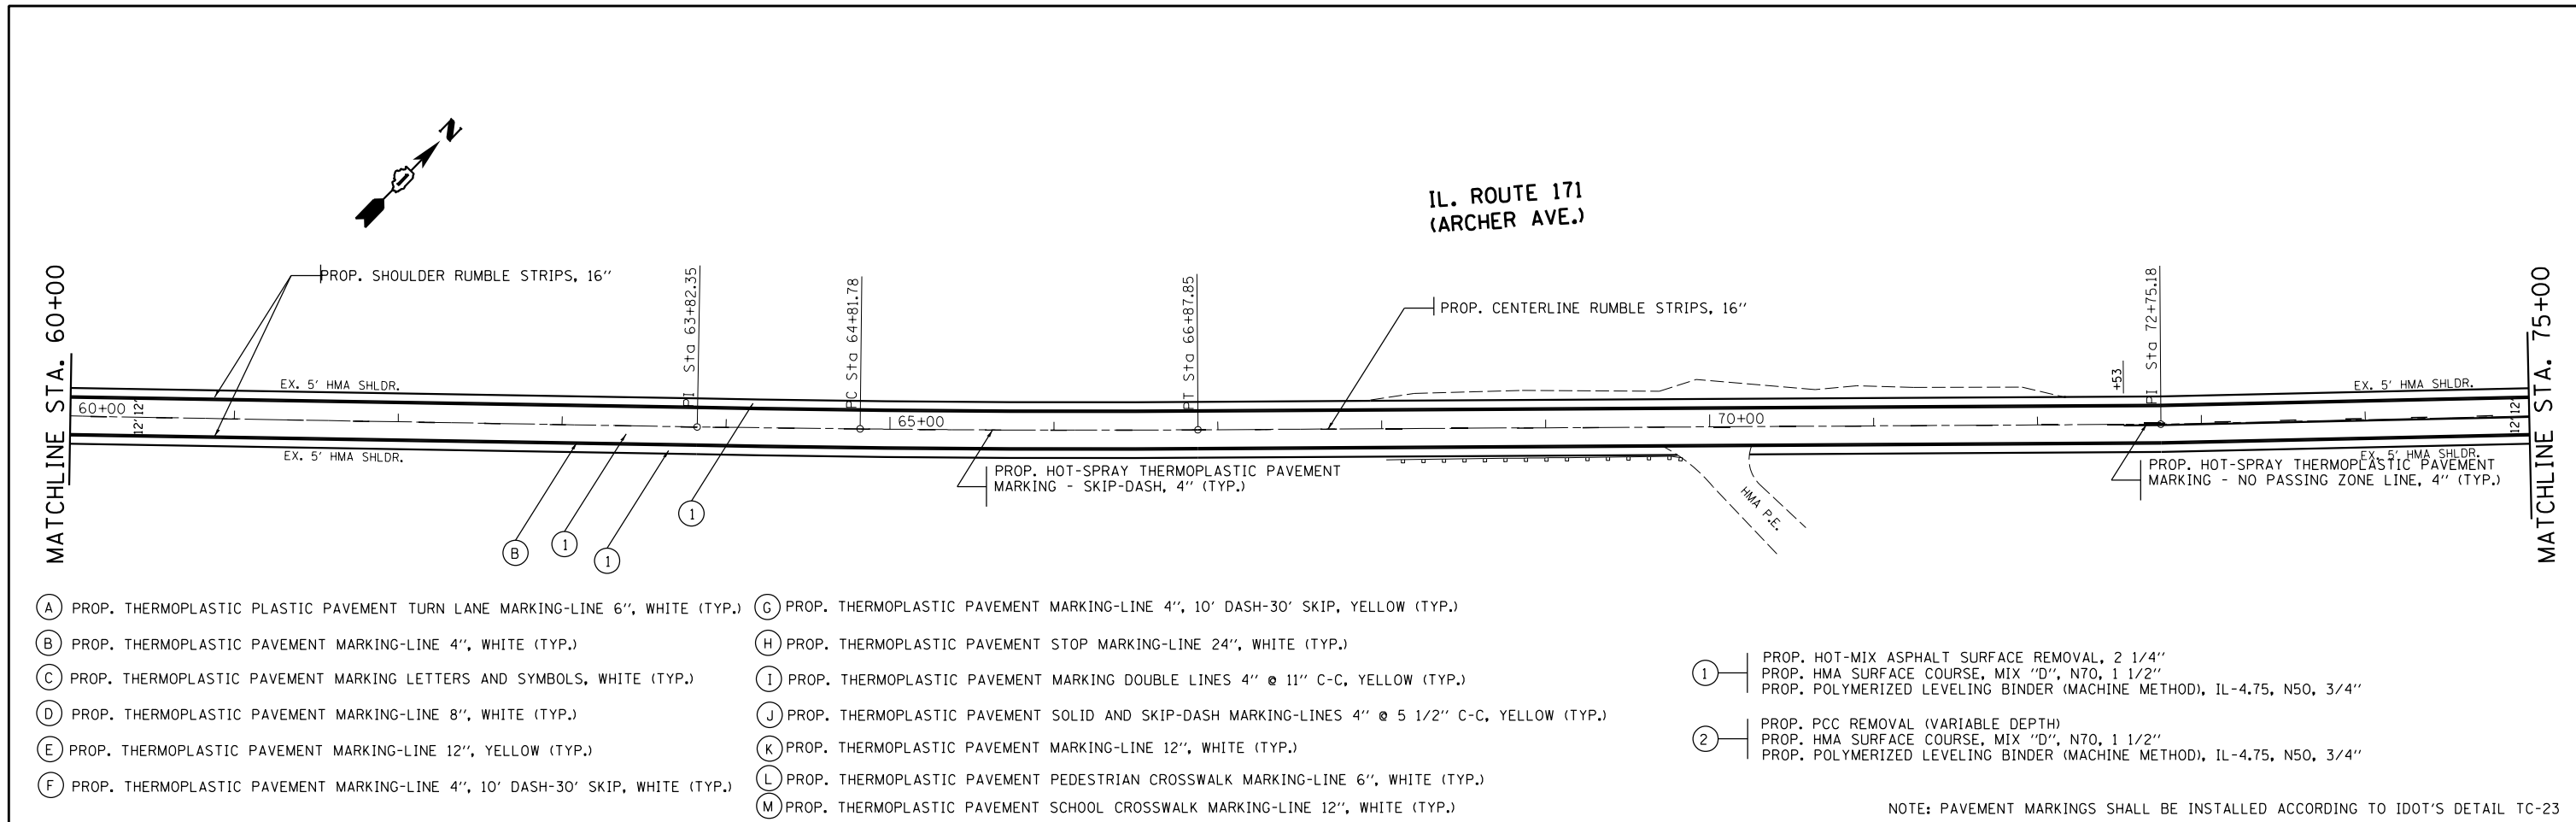 N
IL. ROUTE 171
(ARCHER AVE.)
MATCHLINE STA. 60+00
PROP. SHOULDER RUMBLE STRIPS, 16"
PI Sta 63+82.35
PC Sta 64+81.78
PT Sta 66+87.85
PROP. CENTERLINE RUMBLE STRIPS, 16"
+53
PI Sta 72+75.18
MATCHLINE STA. 75+00
EX. 5' HMA SHLDR.
EX. 5' HMA SHLDR.
60+00
12'
12'
65+00
70+00
12'
12'
EX. 5' HMA SHLDR.
EX. 5' HMA SHLDR.
PROP. HOT-SPRAY THERMOPLASTIC PAVEMENT
MARKING - SKIP-DASH, 4" (TYP.)
HMA P.E.
PROP. HOT-SPRAY THERMOPLASTIC PAVEMENT
MARKING - NO PASSING ZONE LINE, 4" (TYP.)
B
1
1
1
A PROP. THERMOPLASTIC PLASTIC PAVEMENT TURN LANE MARKING-LINE 6", WHITE (TYP.)
B PROP. THERMOPLASTIC PAVEMENT MARKING-LINE 4", WHITE (TYP.)
C PROP. THERMOPLASTIC PAVEMENT MARKING LETTERS AND SYMBOLS, WHITE (TYP.)
D PROP. THERMOPLASTIC PAVEMENT MARKING-LINE 8", WHITE (TYP.)
E PROP. THERMOPLASTIC PAVEMENT MARKING-LINE 12", YELLOW (TYP.)
F PROP. THERMOPLASTIC PAVEMENT MARKING-LINE 4", 10' DASH-30' SKIP, WHITE (TYP.)
G PROP. THERMOPLASTIC PAVEMENT MARKING-LINE 4", 10' DASH-30' SKIP, YELLOW (TYP.)
H PROP. THERMOPLASTIC PAVEMENT STOP MARKING-LINE 24", WHITE (TYP.)
I PROP. THERMOPLASTIC PAVEMENT MARKING DOUBLE LINES 4" @ 11" C-C, YELLOW (TYP.)
J PROP. THERMOPLASTIC PAVEMENT SOLID AND SKIP-DASH MARKING-LINES 4" @ 5 1/2" C-C, YELLOW (TYP.)
K PROP. THERMOPLASTIC PAVEMENT MARKING-LINE 12", WHITE (TYP.)
L PROP. THERMOPLASTIC PAVEMENT PEDESTRIAN CROSSWALK MARKING-LINE 6", WHITE (TYP.)
M PROP. THERMOPLASTIC PAVEMENT SCHOOL CROSSWALK MARKING-LINE 12", WHITE (TYP.)
1
PROP. HOT-MIX ASPHALT SURFACE REMOVAL, 2 1/4"
PROP. HMA SURFACE COURSE, MIX "D", N70, 1 1/2"
PROP. POLYMERIZED LEVELING BINDER (MACHINE METHOD), IL-4.75, N50, 3/4"
2
PROP. PCC REMOVAL (VARIABLE DEPTH)
PROP. HMA SURFACE COURSE, MIX "D", N70, 1 1/2"
PROP. POLYMERIZED LEVELING BINDER (MACHINE METHOD), IL-4.75, N50, 3/4"
NOTE: PAVEMENT MARKINGS SHALL BE INSTALLED ACCORDING TO IDOT'S DETAIL TC-23